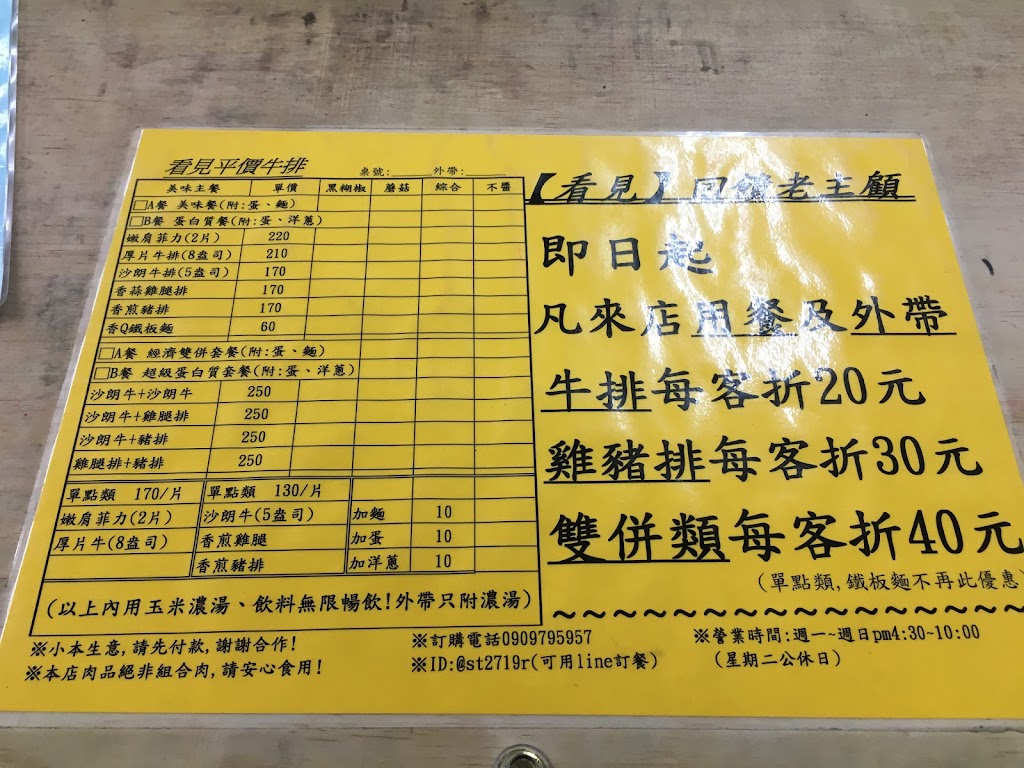 看見平價牛排 桌號:______外帶:______
美味主餐 單價 黑糊椒 蘑菇 綜合 不醬
□A餐 美味餐(附:蛋、麵)
□B餐 蛋白質餐(附:蛋、洋蔥)
嫩肩菲力(2片) 220
厚片牛排(8盎司) 210
沙朗牛排(5盎司) 170
香蒜雞腿排 170
香煎豬排 170
香Q鐵板麵 60
□A餐 經濟雙併套餐(附:蛋、麵)
□B餐 超級蛋白質套餐(附:蛋、洋蔥)
沙朗牛+沙朗牛 250
沙朗牛+雞腿排 250
沙朗牛+豬排 250
雞腿排+豬排 250
單點類 170/片 單點類 130/片
嫩肩菲力(2片) 沙朗牛(5盎司) 加麵 10
厚片牛(8盎司) 香煎雞腿 加蛋 10
香煎豬排 加洋蔥 10
(以上內用玉米濃湯、飲料無限暢飲!外帶只附濃湯)
【看見】回饋老主顧
即日起
凡來店用餐及外帶
牛排每客折20元
雞豬排每客折30元
雙併類每客折40元
(單點類,鐵板麵不再此優惠)
~~~~~~~~~~~~~~~~~~~~
※小本生意,請先付款,謝謝合作!
※本店肉品絕非組合肉,請安心食用!
※訂購電話0909795957
※ID:@st2719r(可用line訂餐)
※營業時間:週一~週日pm4:30~10:00
(星期二公休日)